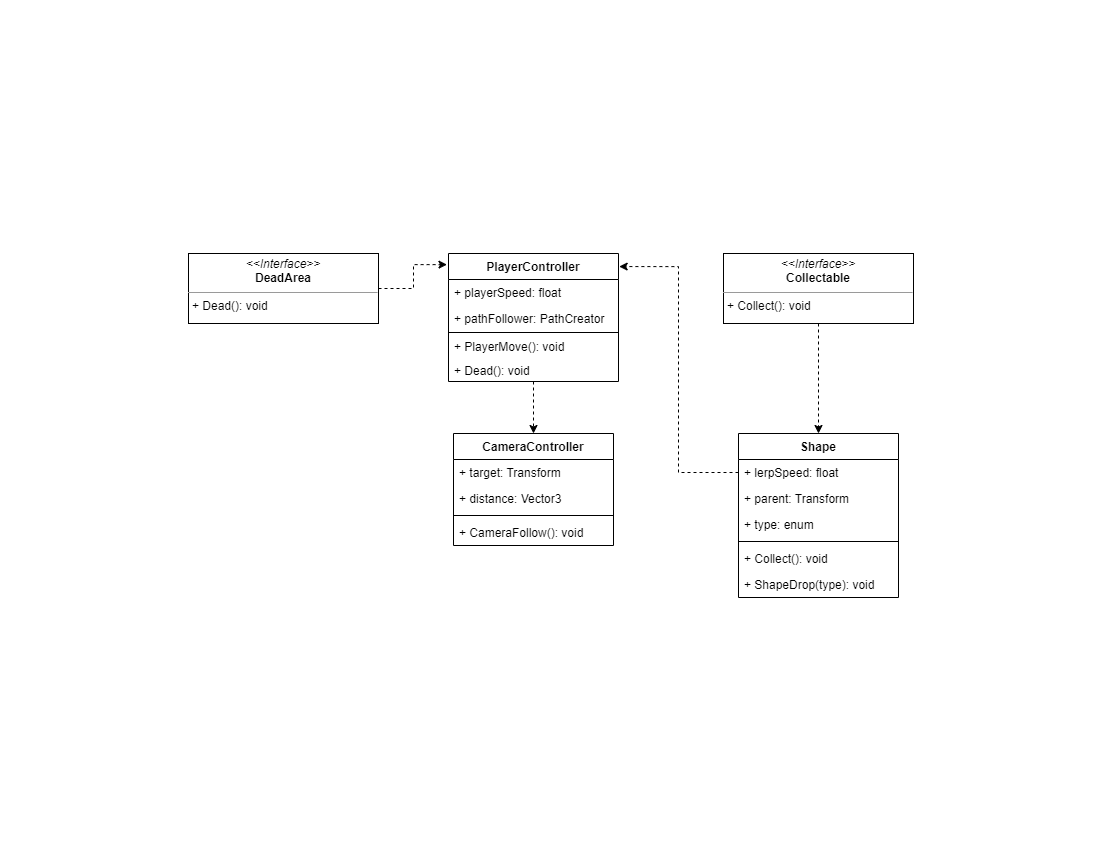 <<Interface>>
DeadArea
+ Dead(): void
PlayerController
+ playerSpeed: float
+ pathFollower: PathCreator
+ PlayerMove(): void
+ Dead(): void
<<Interface>>
Collectable
+ Collect(): void
CameraController
+ target: Transform
+ distance: Vector3
+ CameraFollow(): void
Shape
+ lerpSpeed: float
+ parent: Transform
+ type: enum
+ Collect(): void
+ ShapeDrop(type): void